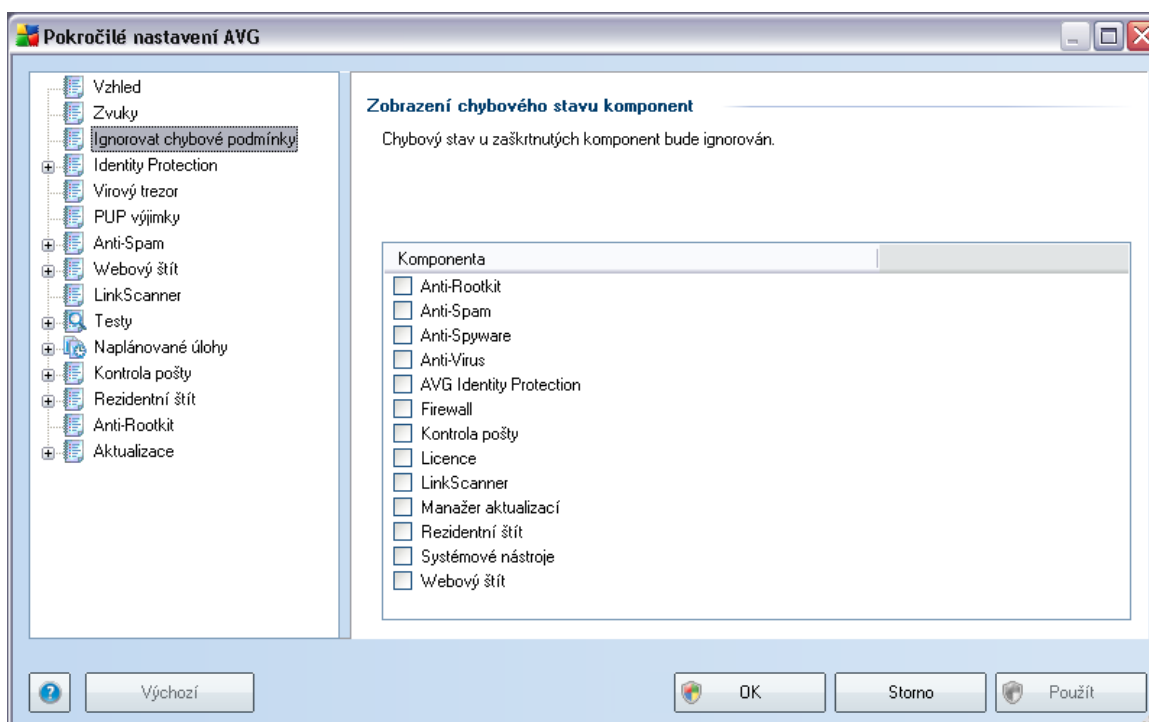 Pokročilé nastavení AVG
Vzhled
Zvuky
Ignorovat chybové podmínky
Identity Protection
Virový trezor
PUP výjimky
Anti-Spam
Webový štít
LinkScanner
Testy
Naplánované úlohy
Kontrola pošty
Rezidentní štít
Anti-Rootkit
Aktualizace
Zobrazení chybového stavu komponent
Chybový stav u zaškrtnutých komponent bude ignorován.
Komponenta
Anti-Rootkit
Anti-Spam
Anti-Spyware
Anti-Virus
AVG Identity Protection
Firewall
Kontrola pošty
Licence
LinkScanner
Manažer aktualizací
Rezidentní štít
Systémové nástroje
Webový štít
Výchozí
OK
Storno
Použít